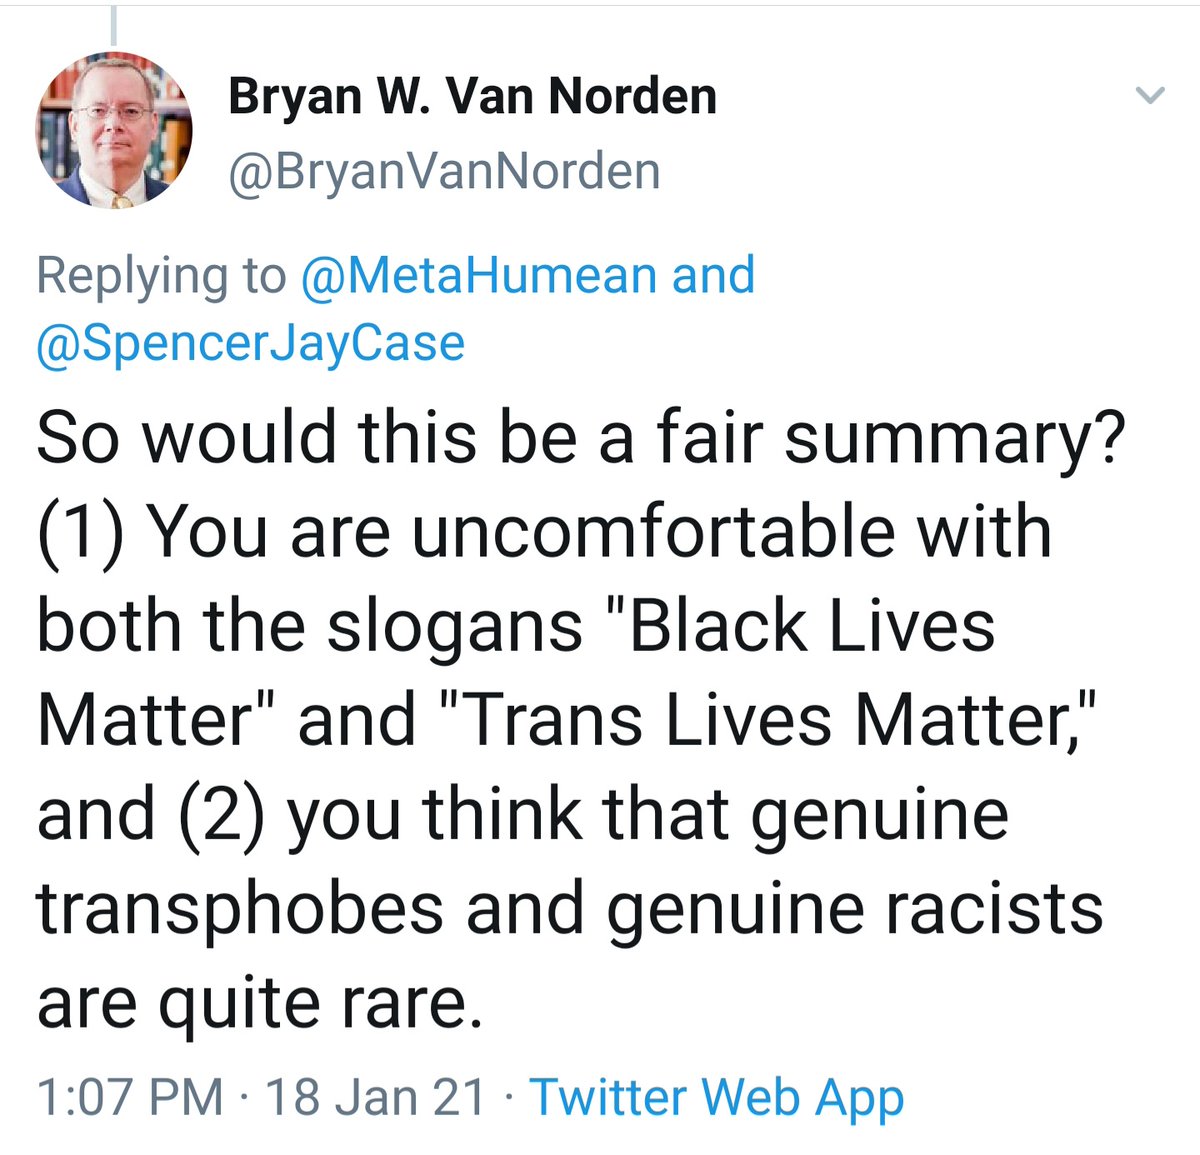 Bryan W. Van Norden
@BryanVanNorden
Replying to @MetaHumean and
@SpencerJayCase
So would this be a fair summary?
(1) You are uncomfortable with
both the slogans "Black Lives
Matter" and "Trans Lives Matter,"
and (2) you think that genuine
transphobes and genuine racists
are quite rare.
1:07 PM · 18 Jan 21 · Twitter Web App